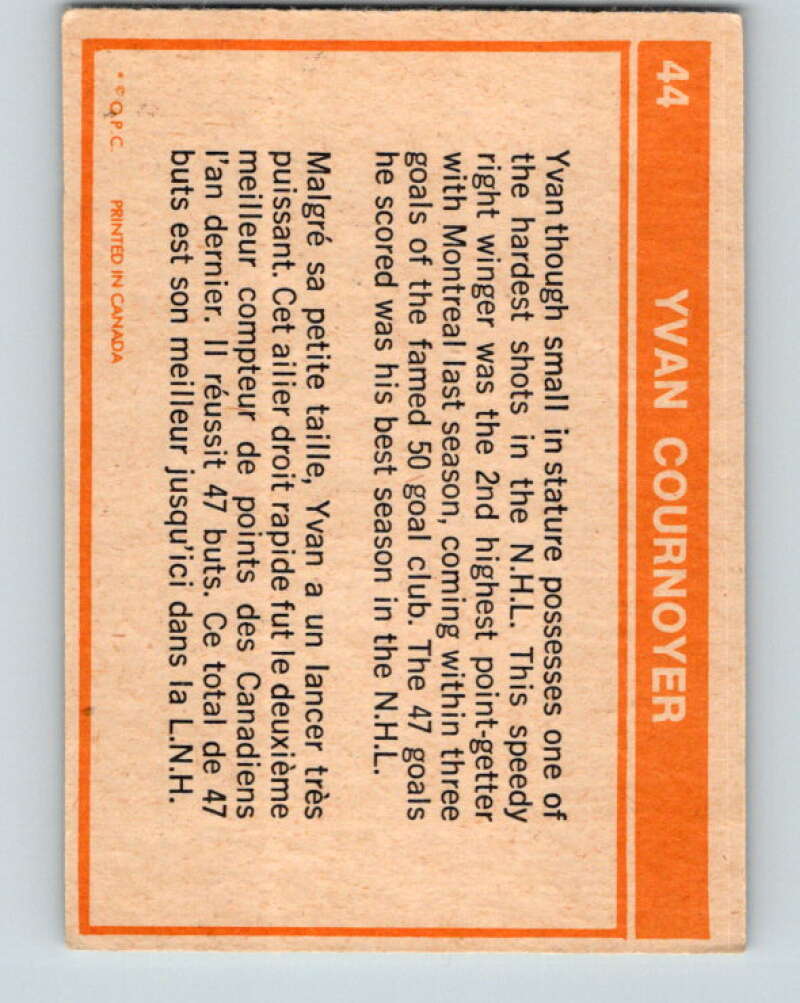 44 YVAN COURNOYER
Yvan though small in stature possesses one of
the hardest shots in the N.H.L. This speedy
right winger was the 2nd highest point-getter
with Montreal last season, coming within three
goals of the famed 50 goal club. The 47 goals
he scored was his best season in the N.H.L.
Malgré sa petite taille, Yvan a un lancer très
puissant. Cet ailier droit rapide fut le deuxième
meilleur compteur de points des Canadiens
l'an dernier. Il réussit 47 buts. Ce total de 47
buts est son meilleur jusqu'ici dans la L.N.H.
• © O.P.C. PRINTED IN CANADA